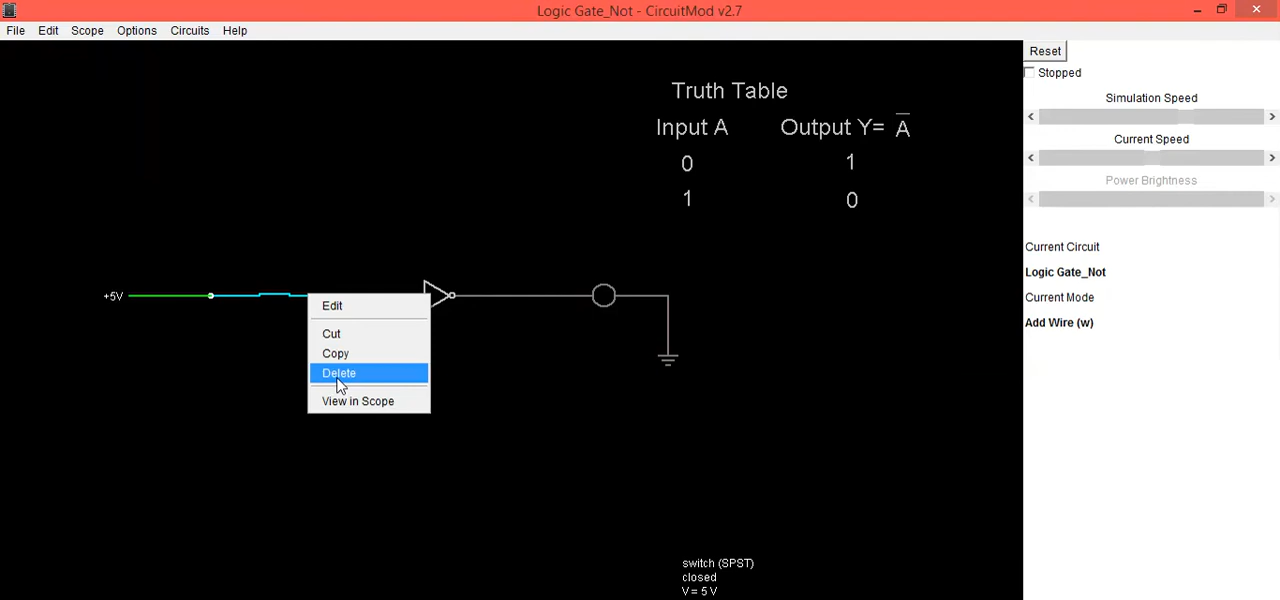 Logic Gate_Not - CircuitMod v2.7
File Edit Scope Options Circuits Help
Reset
Stopped
Simulation Speed
Current Speed
Power Brightness
Current Circuit
Logic Gate_Not
Current Mode
Add Wire (w)
Truth Table
Input A Output Y= A̅
0 1
1 0
+5V
Edit
Cut
Copy
Delete
View in Scope
switch (SPST)
closed
V = 5 V